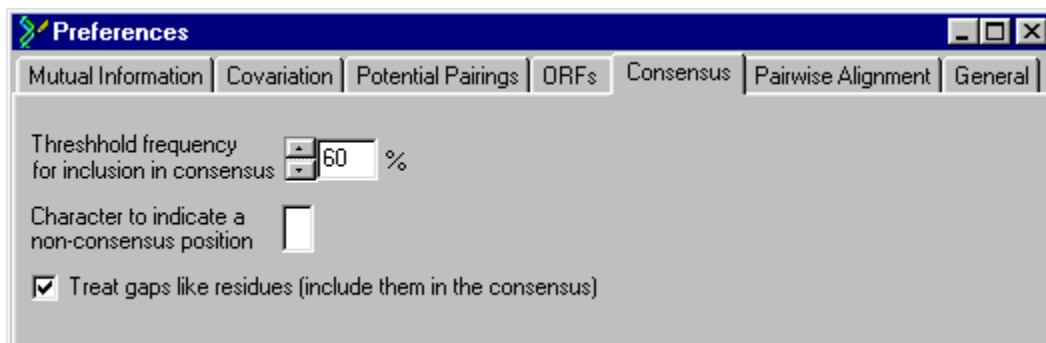 Preferences
Mutual Information Covariation Potential Pairings ORFs Consensus Pairwise Alignment General
Threshhold frequency
for inclusion in consensus 60 %
Character to indicate a
non-consensus position
Treat gaps like residues (include them in the consensus)